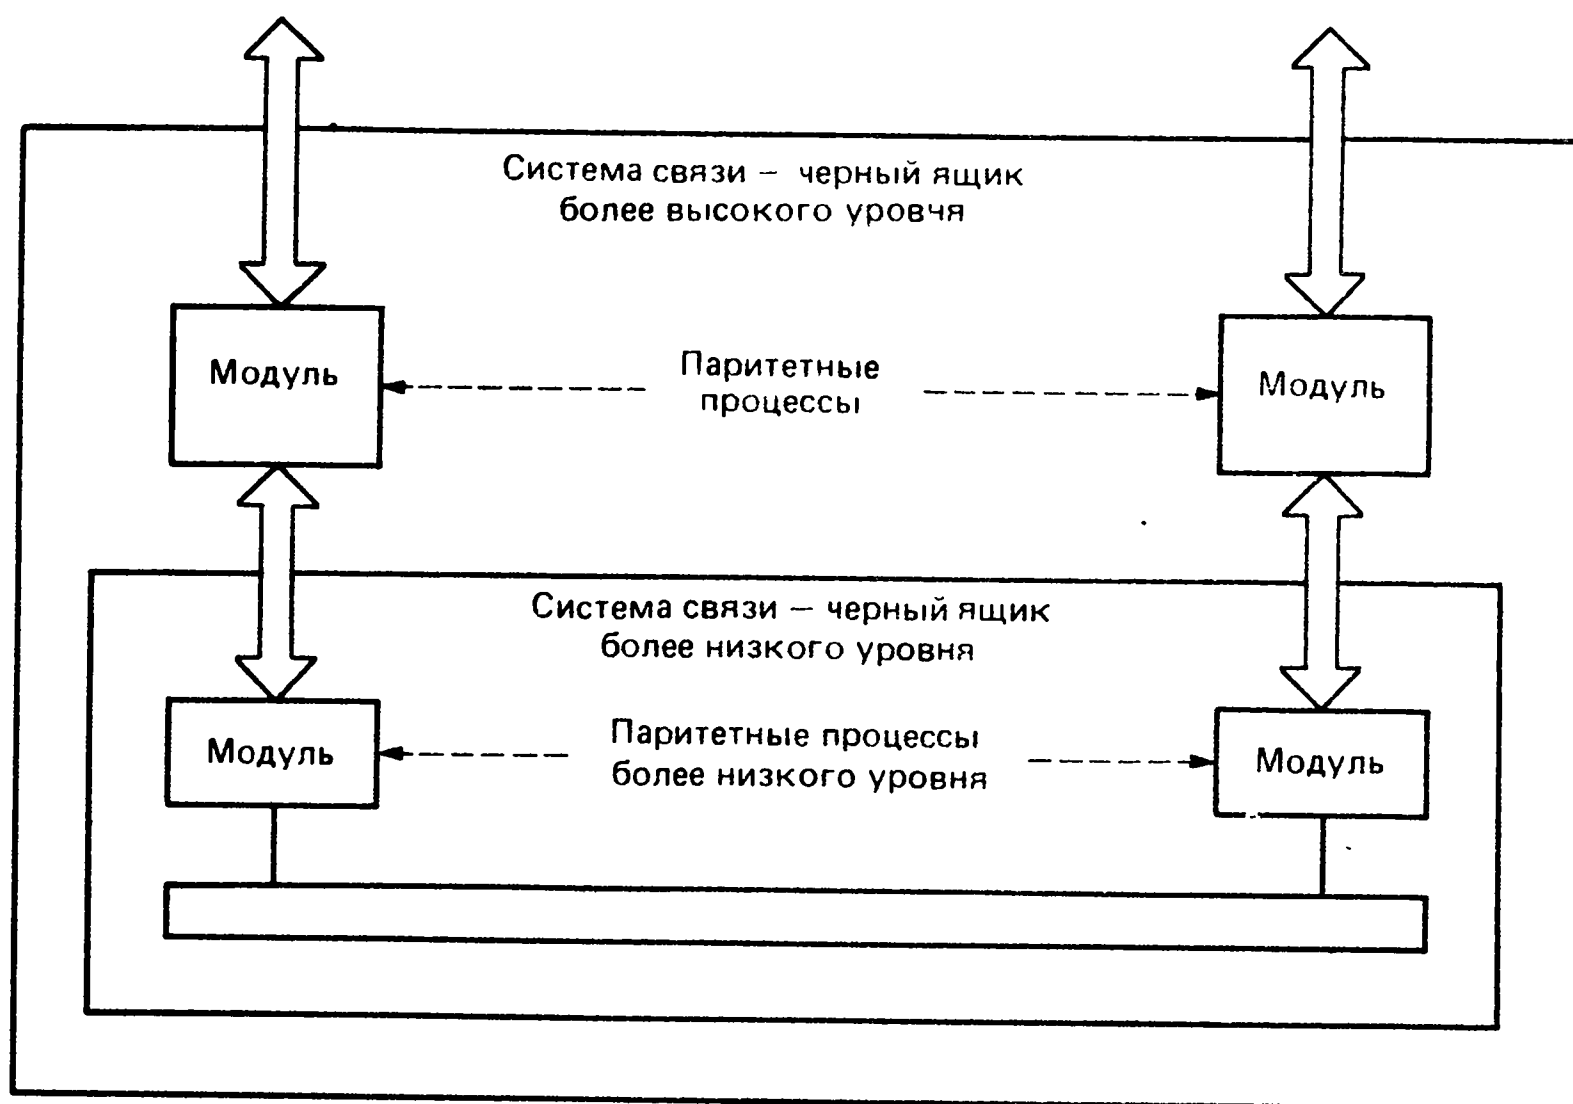 Система связи – черный ящик
более высокого уровчя
Модуль
Паритетные
процессы
Модуль
Система связи – черный ящик
более низкого уровня
Модуль
Паритетные процессы
более низкого уровня
Модуль